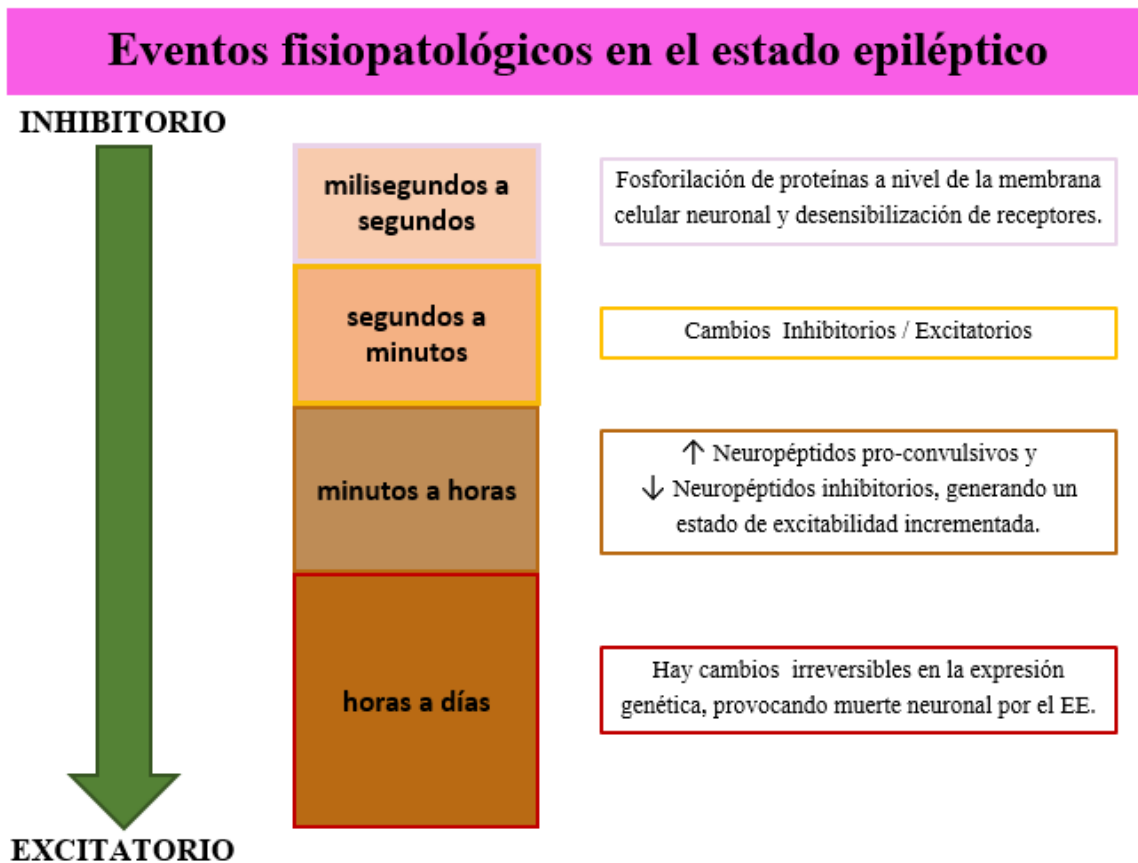 Eventos fisiopatológicos en el estado epiléptico
INHIBITORIO
milisegundos a
segundos
Fosforilación de proteínas a nivel de la membrana
celular neuronal y desensibilización de receptores.
segundos a
minutos
Cambios Inhibitorios / Excitatorios
minutos a horas
↑ Neuropéptidos pro-convulsivos y
↓ Neuropéptidos inhibitorios, generando un
estado de excitabilidad incrementada.
horas a días
Hay cambios irreversibles en la expresión
genética, provocando muerte neuronal por el EE.
EXCITATORIO